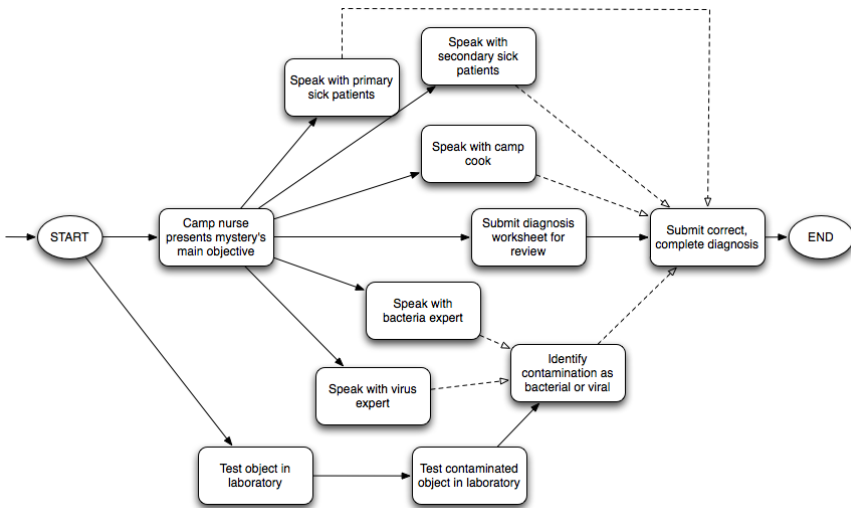 Speak with
secondary sick
patients
Speak with primary
sick patients
Speak with camp
cook
START
Camp nurse
presents mystery's
main objective
Submit diagnosis
worksheet for
review
Submit correct,
complete diagnosis
END
Speak with
bacteria expert
Identify
contamination as
bacterial or viral
Speak with virus
expert
Test object in
laboratory
Test contaminated
object in laboratory